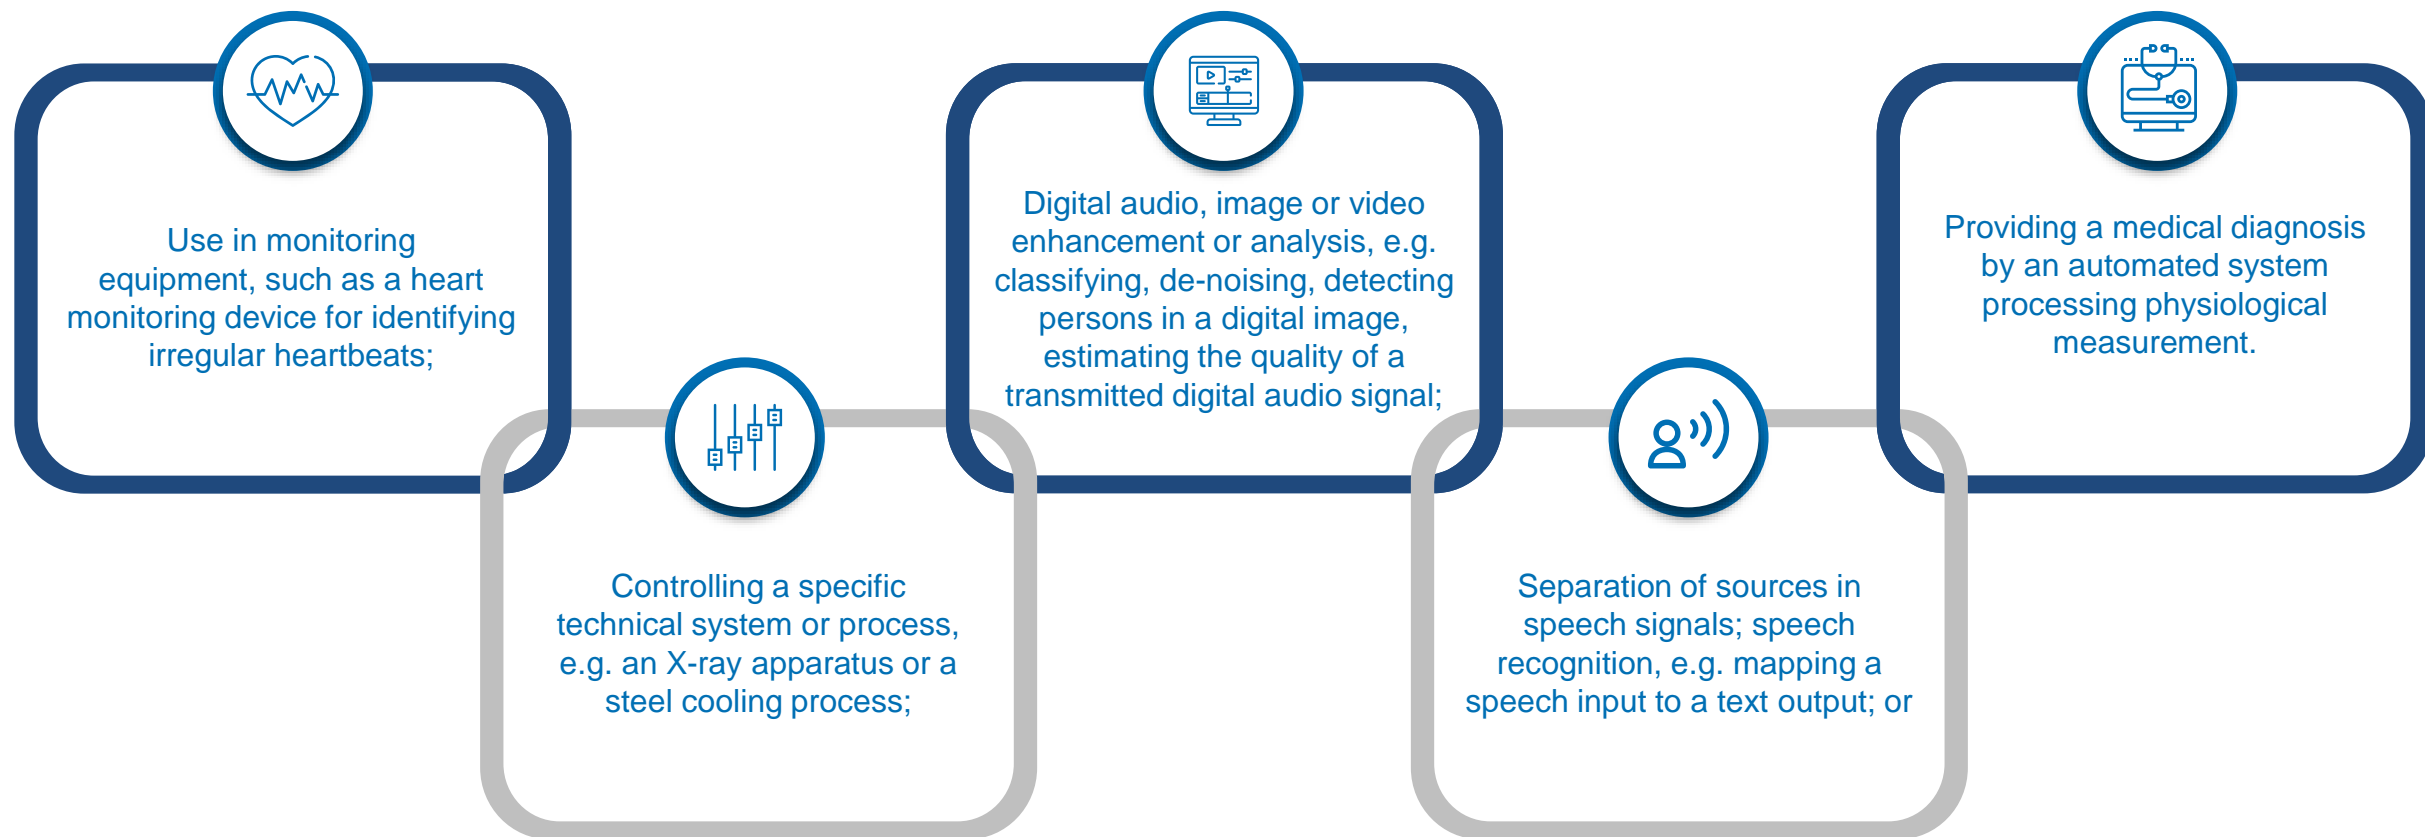 Use in monitoring
equipment, such as a heart
monitoring device for identifying
irregular heartbeats;
Controlling a specific
technical system or process,
e.g. an X-ray apparatus or a
steel cooling process;
Digital audio, image or video
enhancement or analysis, e.g.
classifying, de-noising, detecting
persons in a digital image,
estimating the quality of a
transmitted digital audio signal;
Separation of sources in
speech signals; speech
recognition, e.g. mapping a
speech input to a text output; or
Providing a medical diagnosis
by an automated system
processing physiological
measurement.